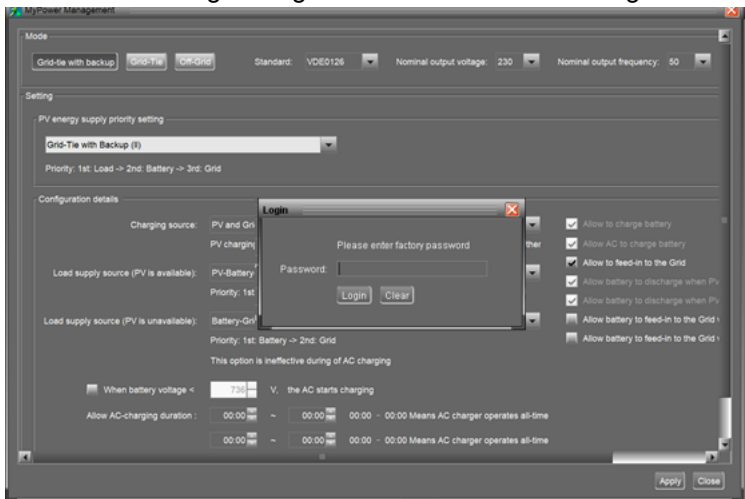 MyPower Management
Mode
Grid-tie with backup Grid-Tie Off-Grid Standard: VDE0126 Nominal output voltage: 230 Nominal output frequency: 50
Setting
PV energy supply priority setting
Grid-Tie with Backup (II)
Priority: 1st: Load -> 2nd: Battery -> 3rd: Grid
Configuration details
Login
Charging source: PV and Gri Allow to charge battery
PV charging Please enter factory password ther Allow AC to charge battery
Allow to feed-in to the Grid
Load supply source (PV is available): PV-Battery Password: Allow battery to discharge when PV
Priority: 1st Login Clear Allow battery to discharge when PV
Load supply source (PV is unavailable): Battery-Gri Allow battery to feed-in to the Grid
Priority: 1st: Battery -> 2nd: Grid Allow battery to feed-in to the Grid
This option is ineffective during of AC charging
When battery voltage < 736 V, the AC starts charging
Allow AC-charging duration : 00:00 ~ 00:00 00:00 - 00:00 Means AC charger operates all-time
00:00 ~ 00:00 00:00 - 00:00 Means AC charger operates all-time
Apply Close